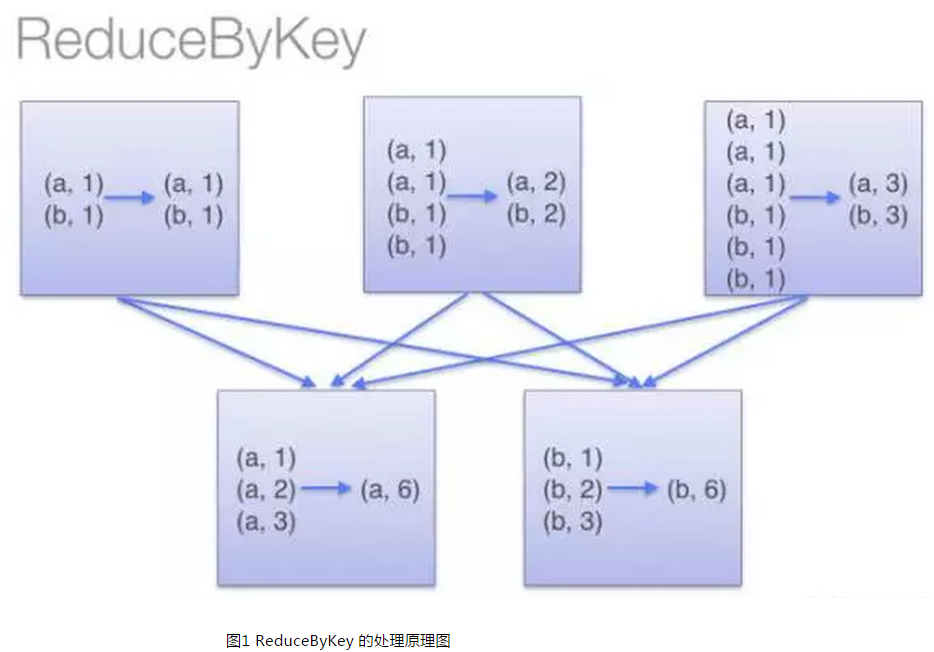 ReduceByKey
(a, 1) (a, 1)
(b, 1) (b, 1)
(a, 1)
(a, 1) (a, 2)
(b, 1) (b, 2)
(b, 1)
(a, 1)
(a, 1)
(a, 1) (a, 3)
(b, 1) (b, 3)
(b, 1)
(b, 1)
(a, 1)
(a, 2) (a, 6)
(a, 3)
(b, 1)
(b, 2) (b, 6)
(b, 3)
图1 ReduceByKey 的处理原理图